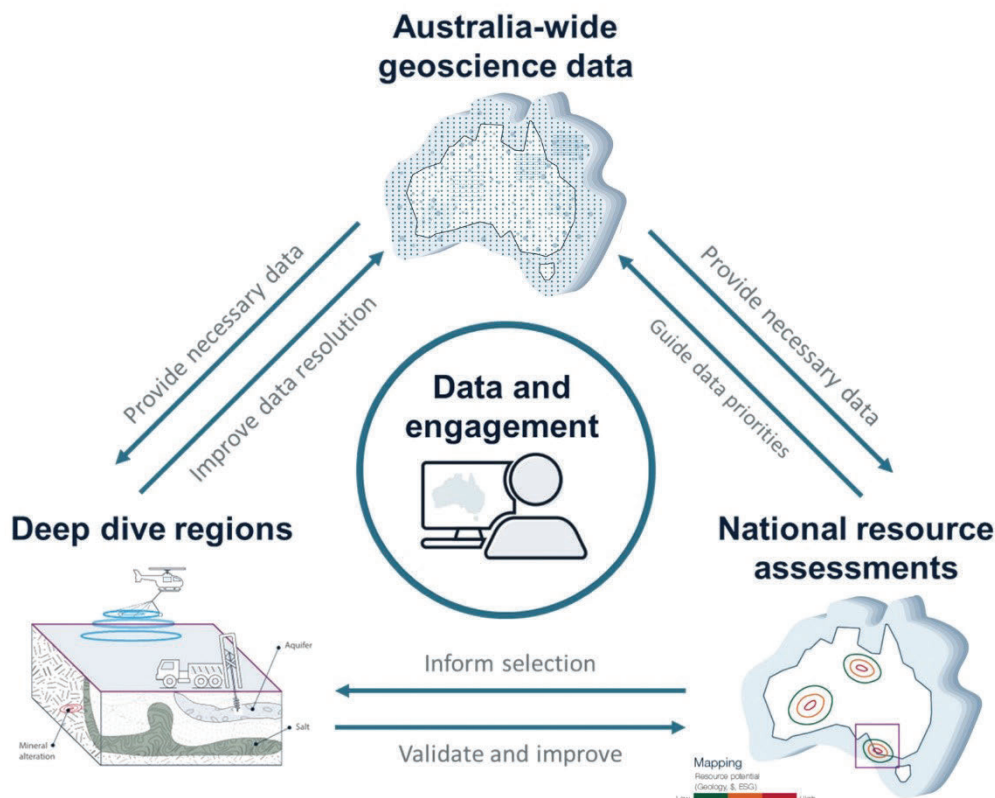 Australia-wide
geoscience data
Provide necessary data
Improve data resolution
Provide necessary data
Guide data priorities
Data and
engagement
Deep dive regions
National resource
assessments
Aquifer
Salt
Mineral
alteration
Inform selection
Validate and improve
Mapping
Resource potential
(Geology, $, ESG)